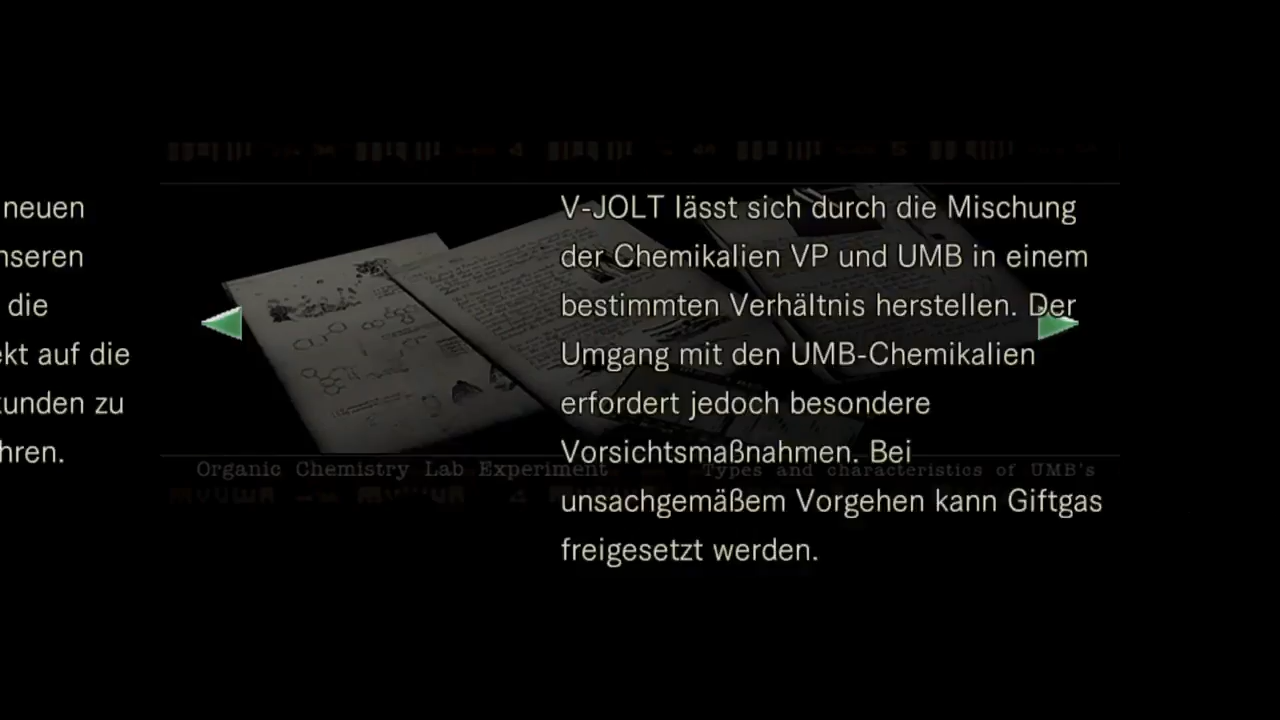 neuen
nseren
die
ekt auf die
kunden zu
hren.
V-JOLT lässt sich durch die Mischung
der Chemikalien VP und UMB in einem
bestimmten Verhältnis herstellen. Der
Umgang mit den UMB-Chemikalien
erfordert jedoch besondere
Vorsichtsmaßnahmen. Bei
unsachgemäßem Vorgehen kann Giftgas
freigesetzt werden.
Organic Chemistry Lab Experiment
Types and characteristics of UMB's